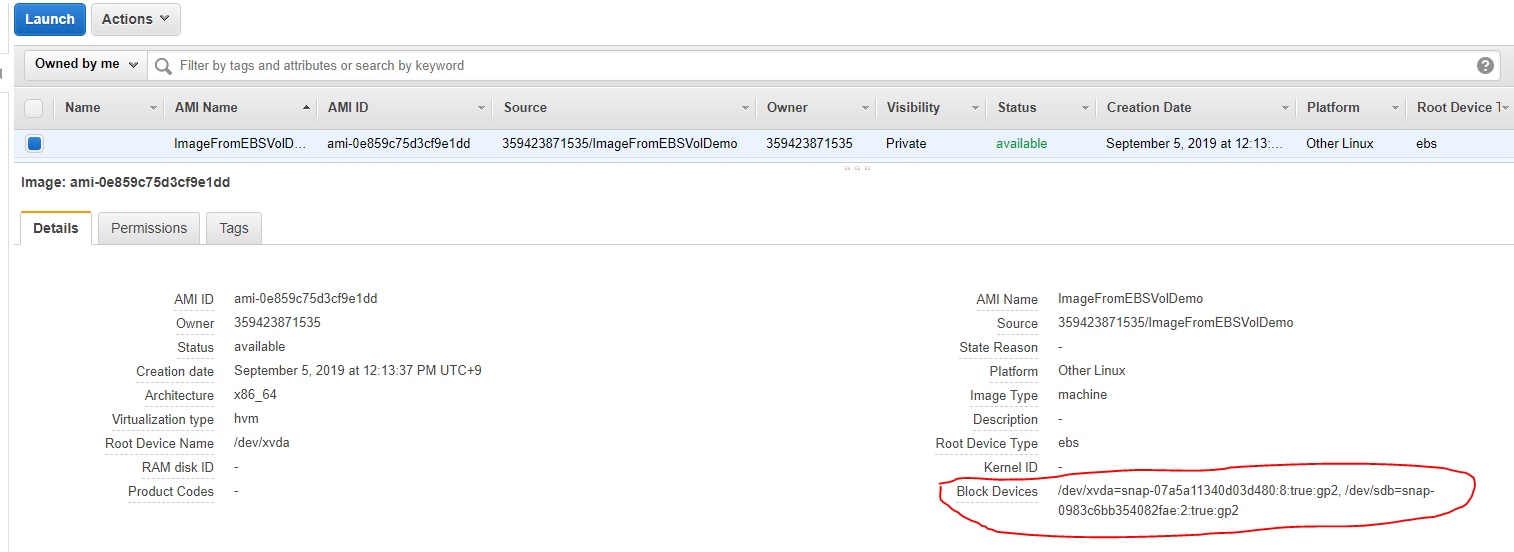 Launch Actions
Owned by me Filter by tags and attributes or search by keyword ?
Name AMI Name AMI ID Source Owner Visibility Status Creation Date Platform Root Device T
ImageFromEBSVolD... ami-0e859c75d3cf9e1dd 359423871535/ImageFromEBSVolDemo 359423871535 Private available September 5, 2019 at 12:13:... Other Linux ebs
Image: ami-0e859c75d3cf9e1dd
Details Permissions Tags
AMI ID ami-0e859c75d3cf9e1dd
Owner 359423871535
Status available
Creation date September 5, 2019 at 12:13:37 PM UTC+9
Architecture x86_64
Virtualization type hvm
Root Device Name /dev/xvda
RAM disk ID -
Product Codes -
AMI Name ImageFromEBSVolDemo
Source 359423871535/ImageFromEBSVolDemo
State Reason -
Platform Other Linux
Image Type machine
Description -
Root Device Type ebs
Kernel ID -
Block Devices /dev/xvda=snap-07a5a11340d03d480:8:true:gp2, /dev/sdb=snap-
0983c6bb354082fae:2:true:gp2